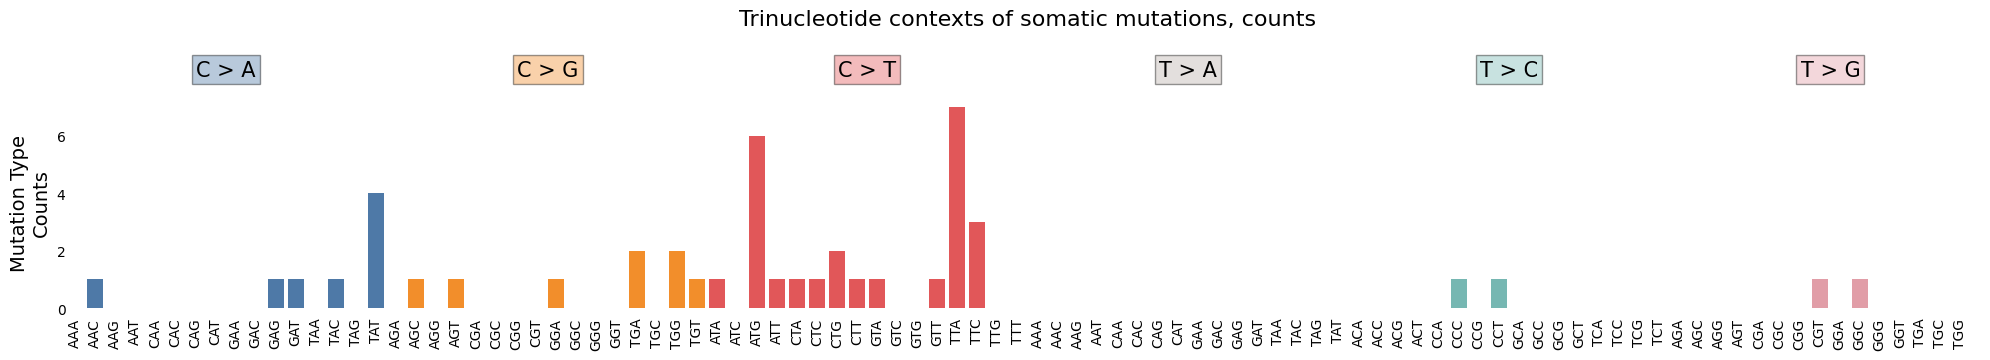 Trinucleotide contexts of somatic mutations, counts
C > A C > G C > T T > A T > C T > G
Mutation Type
Counts
6
4
2
0
AAA AAC AAG AAT CAA CAC CAG CAT GAA GAC GAG GAT TAA TAC TAG TAT AGA AGC AGG AGT CGA CGC CGG CGT GGA GGC GGG GGT TGA TGC TGG TGT ATA ATC ATG ATT CTA CTC CTG CTT GTA GTC GTG GTT TTA TTC TTG TTT AAA AAC AAG AAT CAA CAC CAG CAT GAA GAC GAG GAT TAA TAC TAG TAT ACA ACC ACG ACT CCA CCC CCG CCT GCA GCC GCG GCT TCA TCC TCG TCT AGA AGC AGG AGT CGA CGC CGG CGT GGA GGC GGG GGT TGA TGC TGG